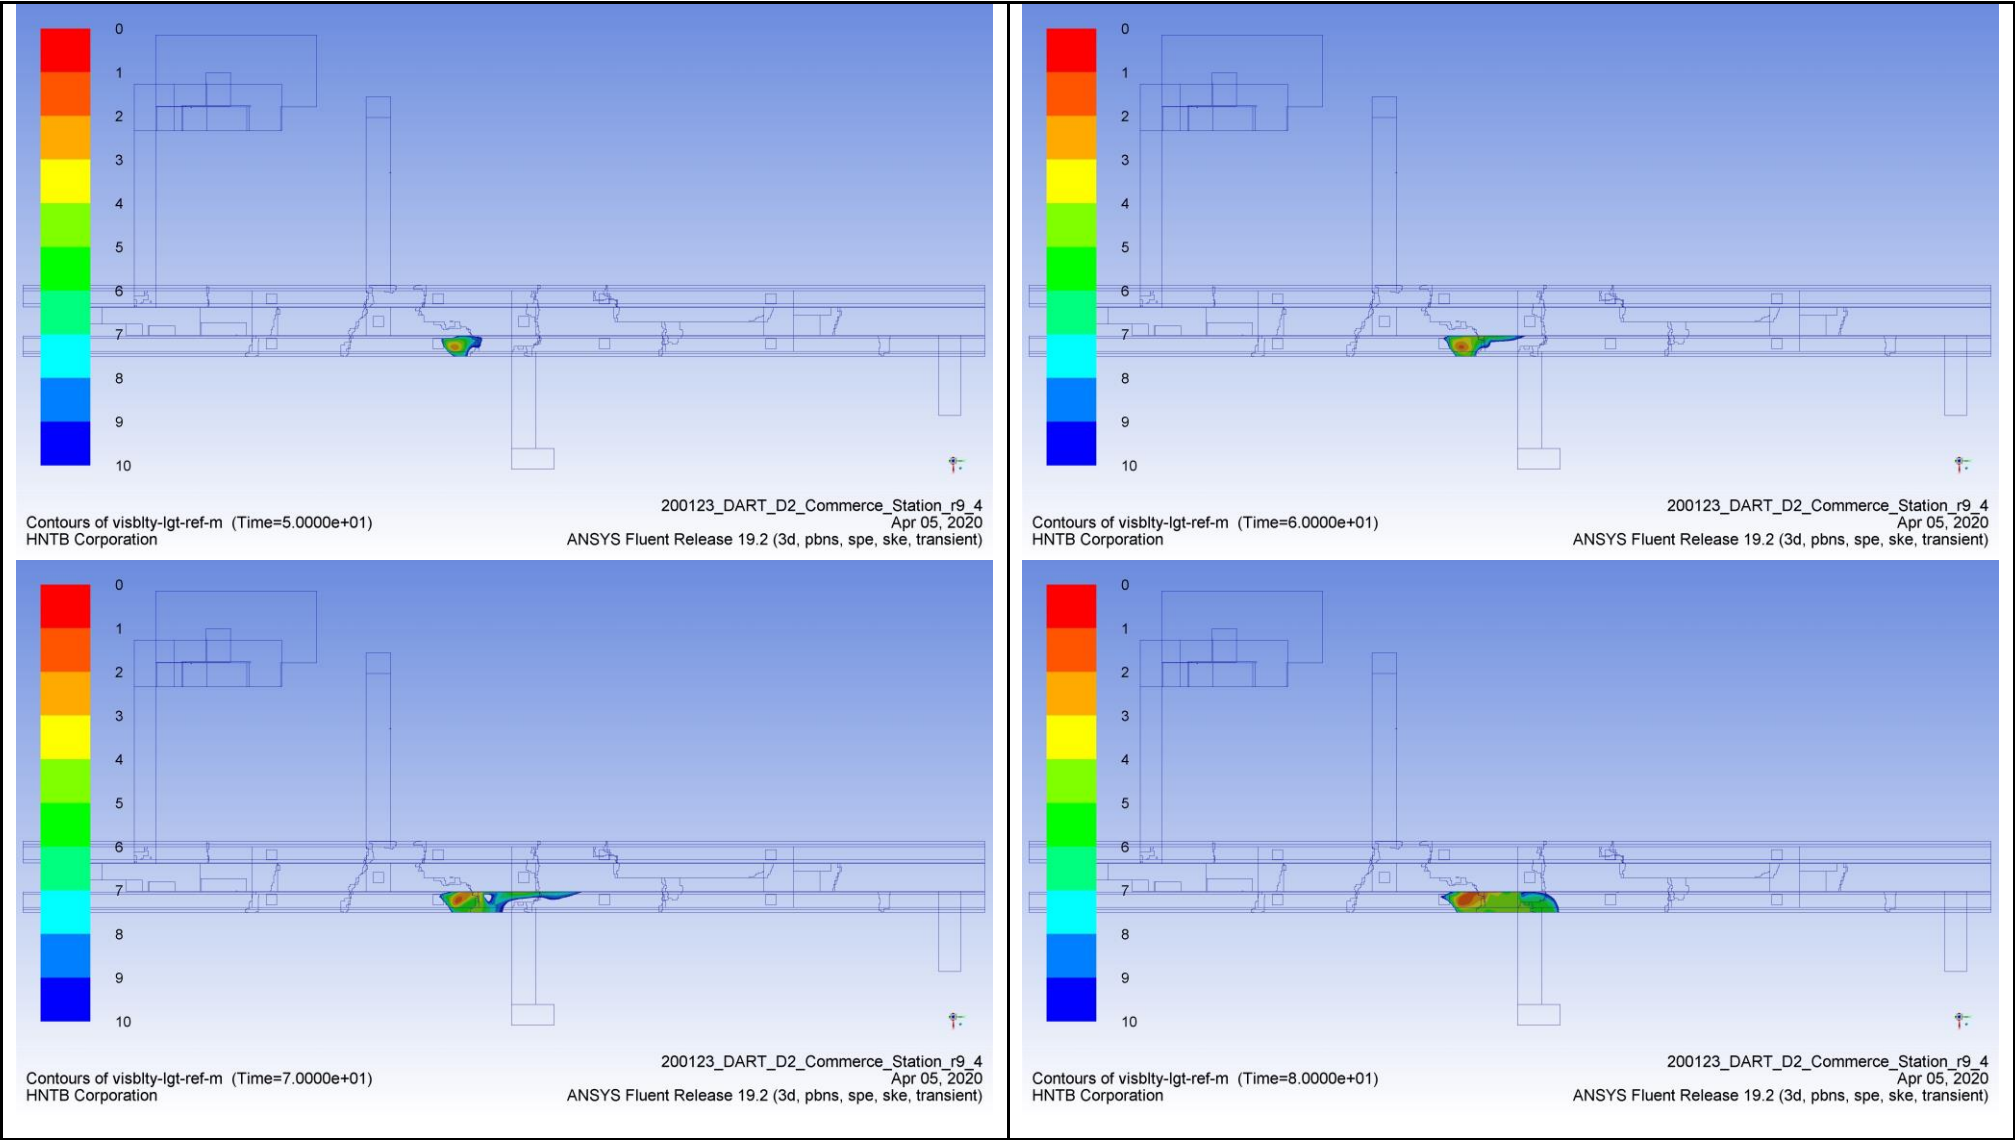 0
1
2
3
4
5
6
7
8
9
10
200123_DART_D2_Commerce_Station_r9_4
Contours of visblty-lgt-ref-m (Time=5.0000e+01)
Apr 05, 2020
HNTB Corporation
ANSYS Fluent Release 19.2 (3d, pbns, spe, ske, transient)
0
1
2
3
4
5
6
7
8
9
10
200123_DART_D2_Commerce_Station_r9_4
Contours of visblty-lgt-ref-m (Time=6.0000e+01)
Apr 05, 2020
HNTB Corporation
ANSYS Fluent Release 19.2 (3d, pbns, spe, ske, transient)
0
1
2
3
4
5
6
7
8
9
10
200123_DART_D2_Commerce_Station_r9_4
Contours of visblty-lgt-ref-m (Time=7.0000e+01)
Apr 05, 2020
HNTB Corporation
ANSYS Fluent Release 19.2 (3d, pbns, spe, ske, transient)
0
1
2
3
4
5
6
7
8
9
10
200123_DART_D2_Commerce_Station_r9_4
Contours of visblty-lgt-ref-m (Time=8.0000e+01)
Apr 05, 2020
HNTB Corporation
ANSYS Fluent Release 19.2 (3d, pbns, spe, ske, transient)